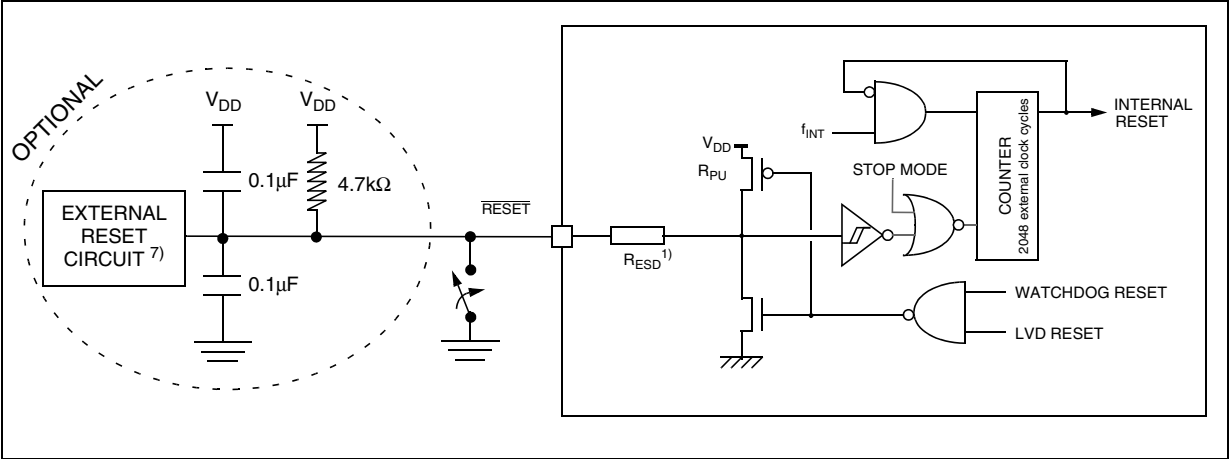 OPTIONAL
V_DD
V_DD
0.1μF
4.7kΩ
EXTERNAL
RESET
CIRCUIT 7)
0.1μF
RESET
R_ESD 1)
V_DD
R_PU
f_INT
STOP MODE
COUNTER
2048 external clock cycles
INTERNAL
RESET
WATCHDOG RESET
LVD RESET